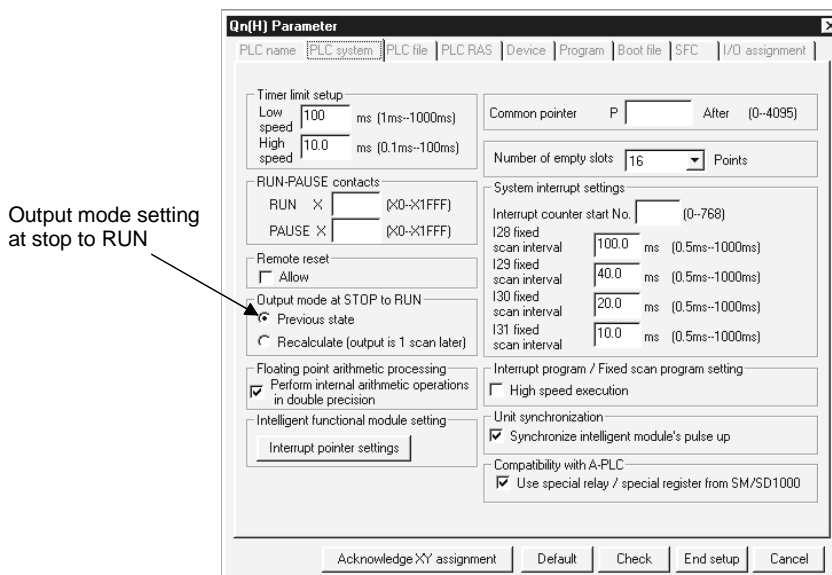 Qn(H) Parameter
PLC name PLC system PLC file PLC RAS Device Program Boot file SFC I/O assignment
Timer limit setup
Low speed 100 ms (1ms--1000ms)
High speed 10.0 ms (0.1ms--100ms)
RUN-PAUSE contacts
RUN X (X0--X1FFF)
PAUSE X (X0--X1FFF)
Remote reset
Allow
Output mode at STOP to RUN
Previous state
Recalculate (output is 1 scan later)
Floating point arithmetic processing
Perform internal arithmetic operations
in double precision
Intelligent functional module setting
Interrupt pointer settings
Common pointer P After (0--4095)
Number of empty slots 16 Points
System interrupt settings
Interrupt counter start No. (0--768)
I28 fixed
scan interval 100.0 ms (0.5ms--1000ms)
I29 fixed
scan interval 40.0 ms (0.5ms--1000ms)
I30 fixed
scan interval 20.0 ms (0.5ms--1000ms)
I31 fixed
scan interval 10.0 ms (0.5ms--1000ms)
Interrupt program / Fixed scan program setting
High speed execution
Unit synchronization
Synchronize intelligent module's pulse up
Compatibility with A-PLC
Use special relay / special register from SM/SD1000
Acknowledge XY assignment Default Check End setup Cancel
Output mode setting
at stop to RUN